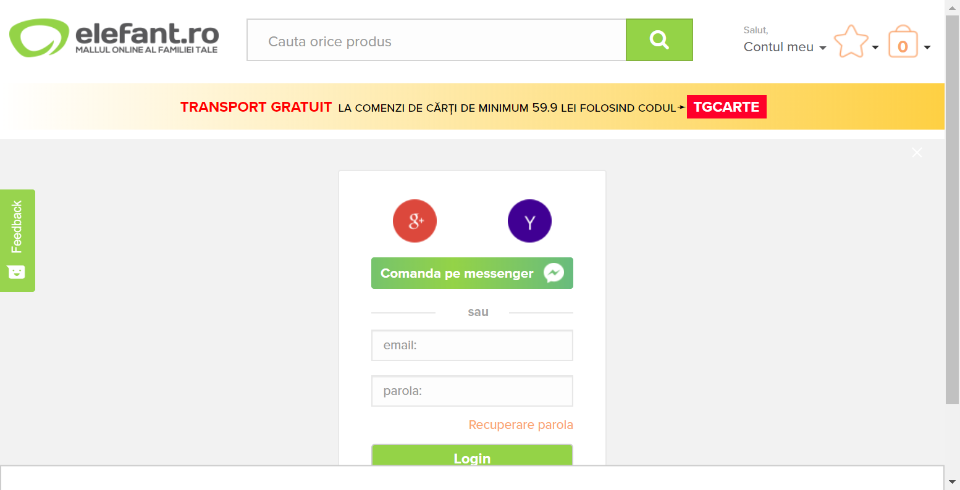 elefant.ro
MALLUL ONLINE AL FAMILIEI TALE
Cauta orice produs
Salut,
Contul meu
0
TRANSPORT GRATUIT LA COMENZI DE CĂRȚI DE MINIMUM 59.9 LEI FOLOSIND CODUL TGCARTE
Feedback
g+
Y
Comanda pe messenger
sau
email:
parola:
Recuperare parola
Login